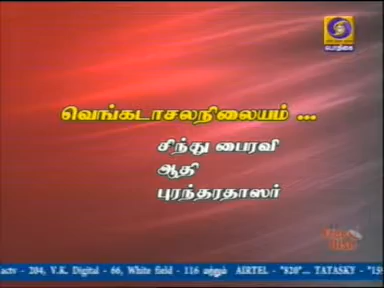 பொதிகை
வெங்கடாசலநிலையம் ...
சிந்து பைரவி
ஆதி
புரந்தரதாஸர்
actv - 204, V.K. Digital - 66, White field - 116 மற்றும் AIRTEL - "820"... TATASKY - "15